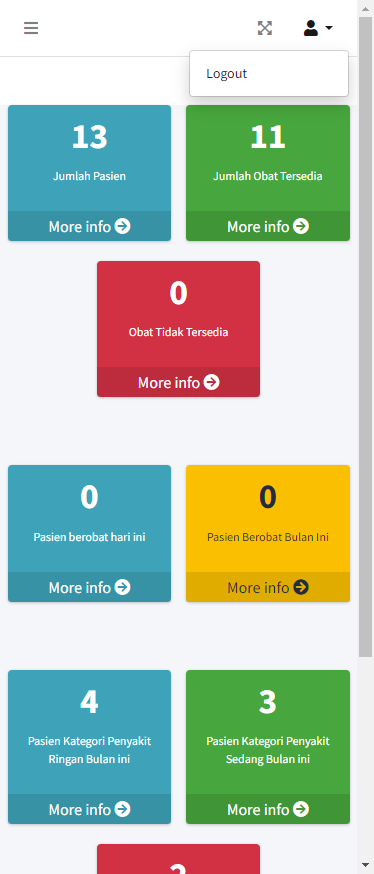 Logout
13
Jumlah Pasien
More info
11
Jumlah Obat Tersedia
More info
0
Obat Tidak Tersedia
More info
0
Pasien berobat hari ini
More info
0
Pasien Berobat Bulan Ini
More info
4
Pasien Kategori Penyakit
Ringan Bulan ini
More info
3
Pasien Kategori Penyakit
Sedang Bulan ini
More info